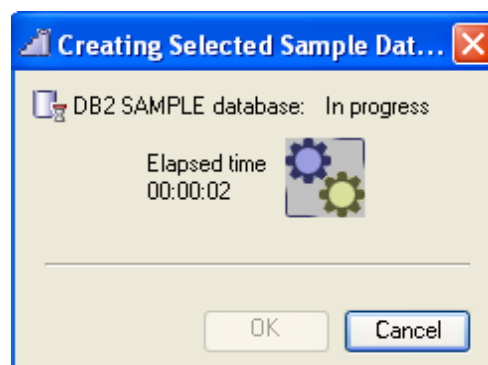 Creating Selected Sample Dat...
DB2 SAMPLE database: In progress
Elapsed time
00:00:02
OK
Cancel